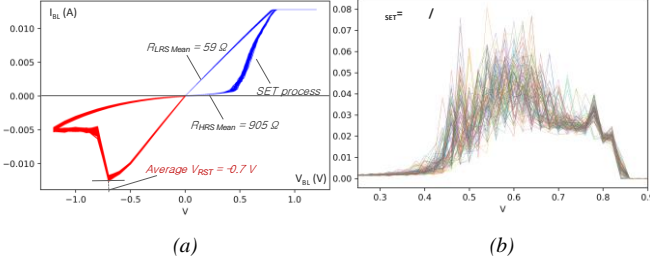 I_BL (A)
0.010
0.005
0.000
−0.005
−0.010
R_LRS Mean = 59 Ω
SET process
R_HRS Mean = 905 Ω
Average V_RST = -0.7 V
V_BL (V)
−1.0
−0.5
0.0
0.5
1.0
V
(a)
b)
SET= /
0.08
0.07
0.06
0.05
0.04
0.03
0.02
0.01
0.00
0.3
0.4
0.5
0.6
0.7
0.8
0.9
V
(b)